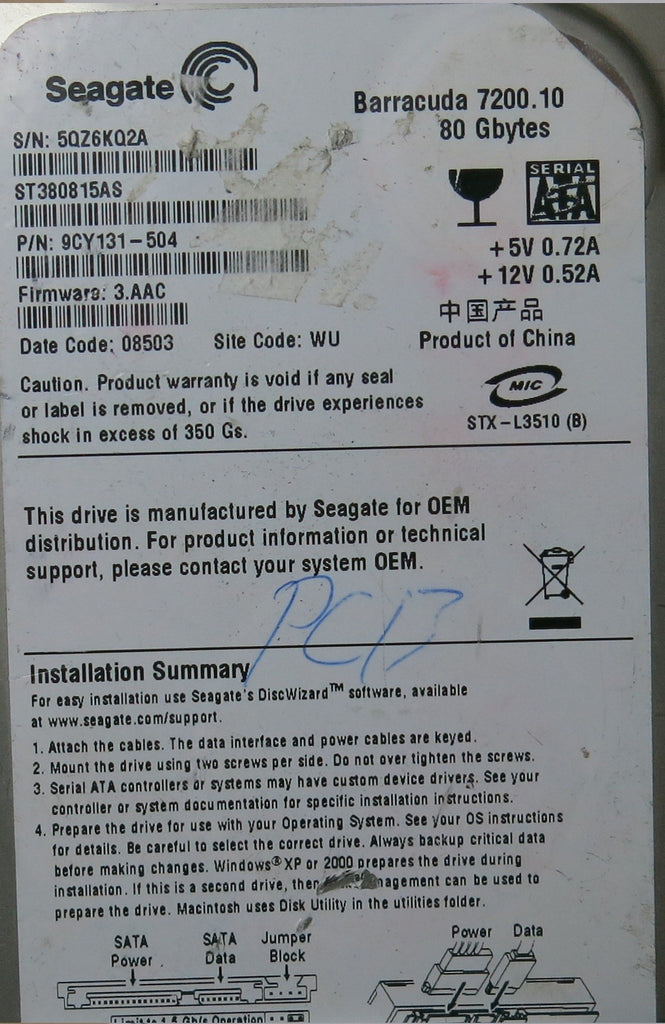 Seagate
Barracuda 7200.10
80 Gbytes
S/N: 5QZ6KQ2A
ST380815AS
SERIAL
ATA
P/N: 9CY131-504
+5V 0.72A
+12V 0.52A
Firmware: 3.AAC
中国产品
Date Code: 08503 Site Code: WU
Product of China
Caution. Product warranty is void if any seal
or label is removed, or if the drive experiences
shock in excess of 350 Gs.
MIC
STX-L3510 (B)
This drive is manufactured by Seagate for OEM
distribution. For product information or technical
support, please contact your system OEM.
Installation Summary
For easy installation use Seagate's DiscWizard™ software, available
at www.seagate.com/support.
1. Attach the cables. The data interface and power cables are keyed.
2. Mount the drive using two screws per side. Do not over tighten the screws.
3. Serial ATA controllers or systems may have custom device drivers. See your
controller or system documentation for specific installation instructions.
4. Prepare the drive for use with your Operating System. See your OS instructions
for details. Be careful to select the correct drive. Always backup critical data
before making changes. Windows® XP or 2000 prepares the drive during
installation. If this is a second drive, then nagement can be used to
prepare the drive. Macintosh uses Disk Utility in the utilities folder.
SATA
Power
SATA
Data
Jumper
Block
Power Data
Limit to 1.5 Gb/s Operation